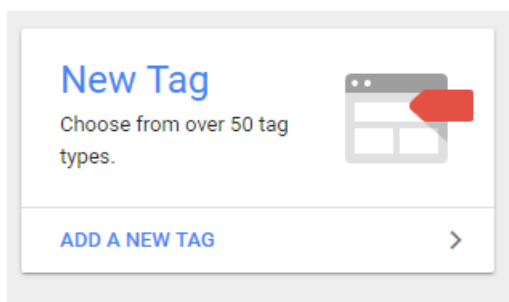 New Tag
Choose from over 50 tag
types.
ADD A NEW TAG